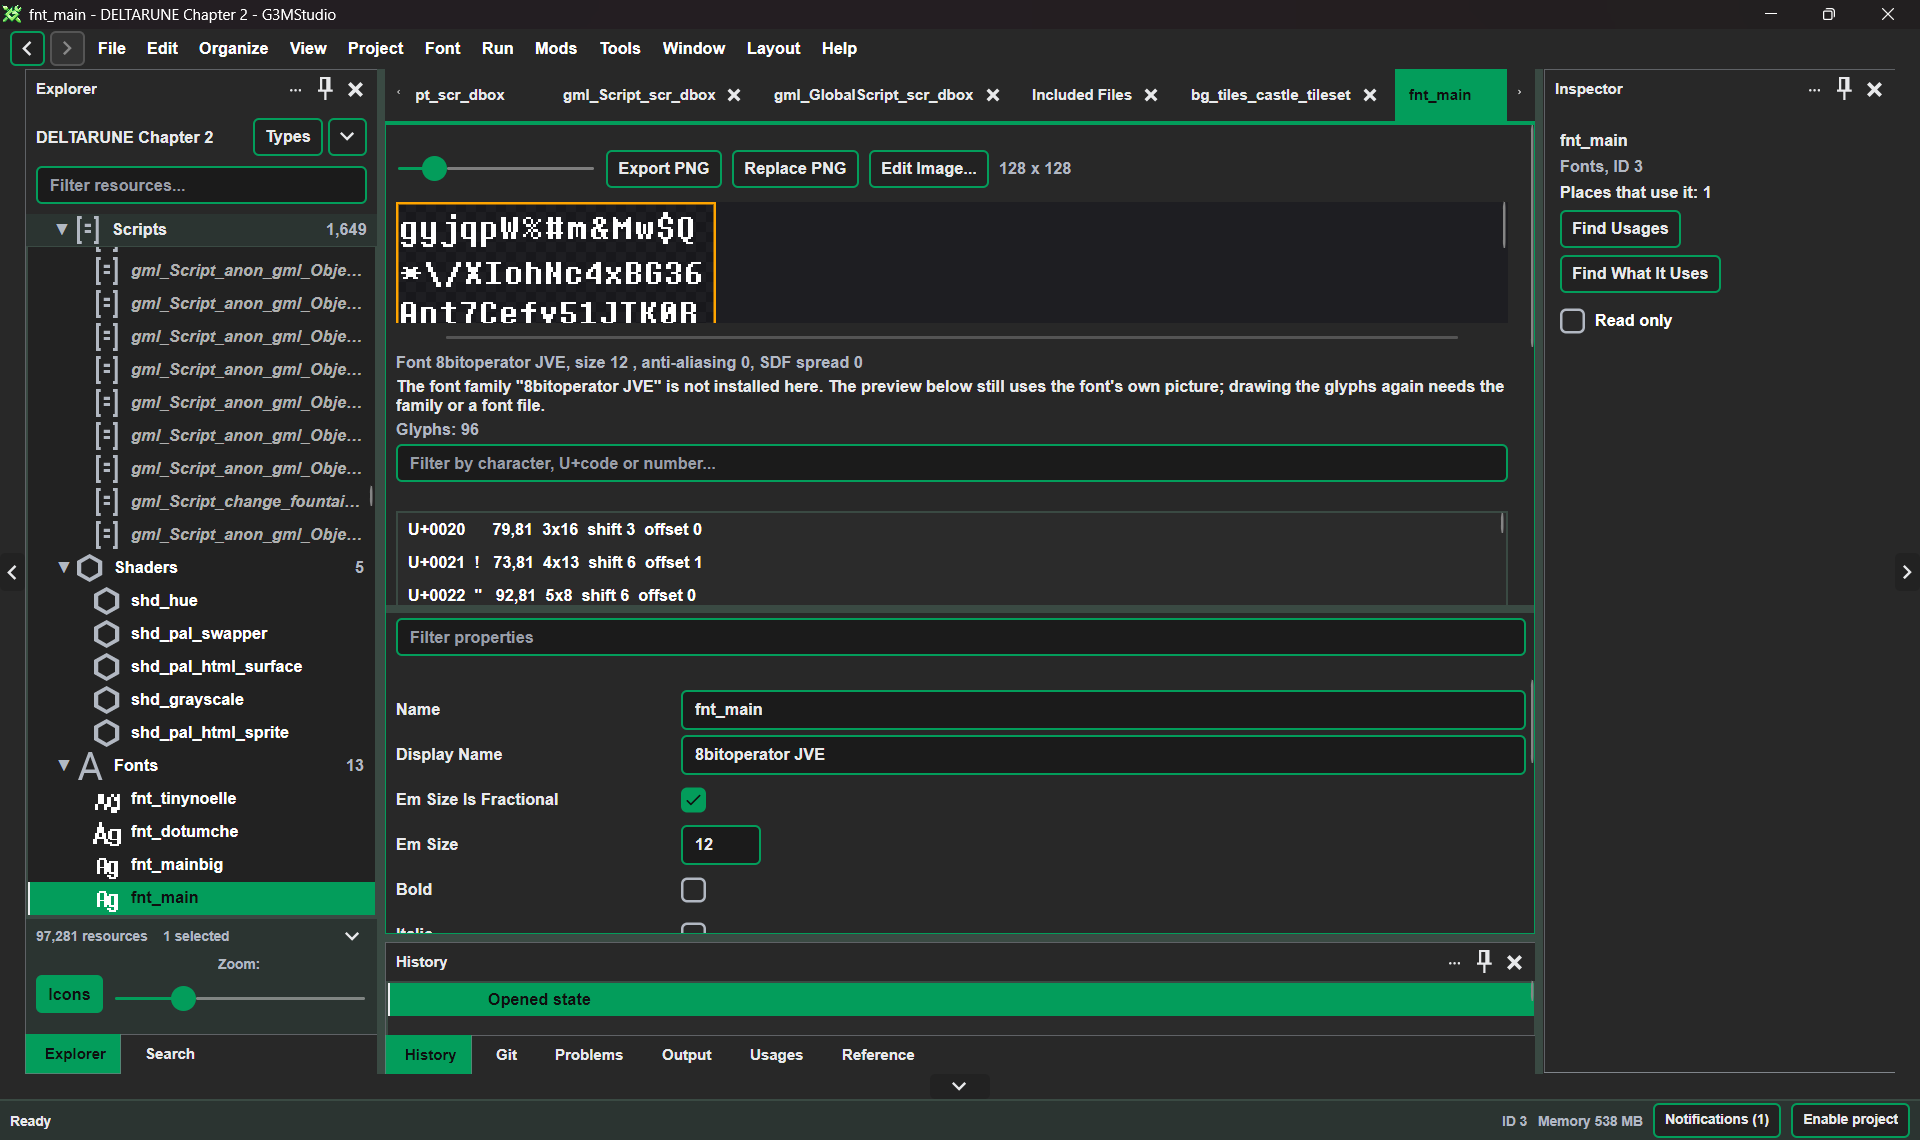 fnt_main - DELTARUNE Chapter 2 - G3MStudio
File Edit Organize View Project Font Run Mods Tools Window Layout Help
Explorer
DELTARUNE Chapter 2 Types
Filter resources...
Scripts 1,649
gml_Script_anon_gml_Obje...
gml_Script_anon_gml_Obje...
gml_Script_anon_gml_Obje...
gml_Script_anon_gml_Obje...
gml_Script_anon_gml_Obje...
gml_Script_anon_gml_Obje...
gml_Script_anon_gml_Obje...
gml_Script_change_fountai...
gml_Script_anon_gml_Obje...
Shaders 5
shd_hue
shd_pal_swapper
shd_pal_html_surface
shd_grayscale
shd_pal_html_sprite
Fonts 13
fnt_tinynoelle
fnt_dotumche
fnt_mainbig
fnt_main
97,281 resources 1 selected
Zoom:
Icons
Explorer Search
pt_scr_dbox gml_Script_scr_dbox gml_GlobalScript_scr_dbox Included Files bg_tiles_castle_tileset fnt_main
Export PNG Replace PNG Edit Image... 128 x 128
gyjqpW%#m&Mw$Q
*\/XIohNc4xBG36
Ant7Cefv51JTK0R
Font 8bitoperator JVE, size 12 , anti-aliasing 0, SDF spread 0
The font family "8bitoperator JVE" is not installed here. The preview below still uses the font's own picture; drawing the glyphs again needs the
family or a font file.
Glyphs: 96
Filter by character, U+code or number...
U+0020 79,81 3x16 shift 3 offset 0
U+0021 ! 73,81 4x13 shift 6 offset 1
U+0022 " 92,81 5x8 shift 6 offset 0
Filter properties
Name fnt_main
Display Name 8bitoperator JVE
Em Size Is Fractional
Em Size 12
Bold
Italic
History
Opened state
History Git Problems Output Usages Reference
Inspector
fnt_main
Fonts, ID 3
Places that use it: 1
Find Usages
Find What It Uses
Read only
Ready ID 3 Memory 538 MB Notifications (1) Enable project